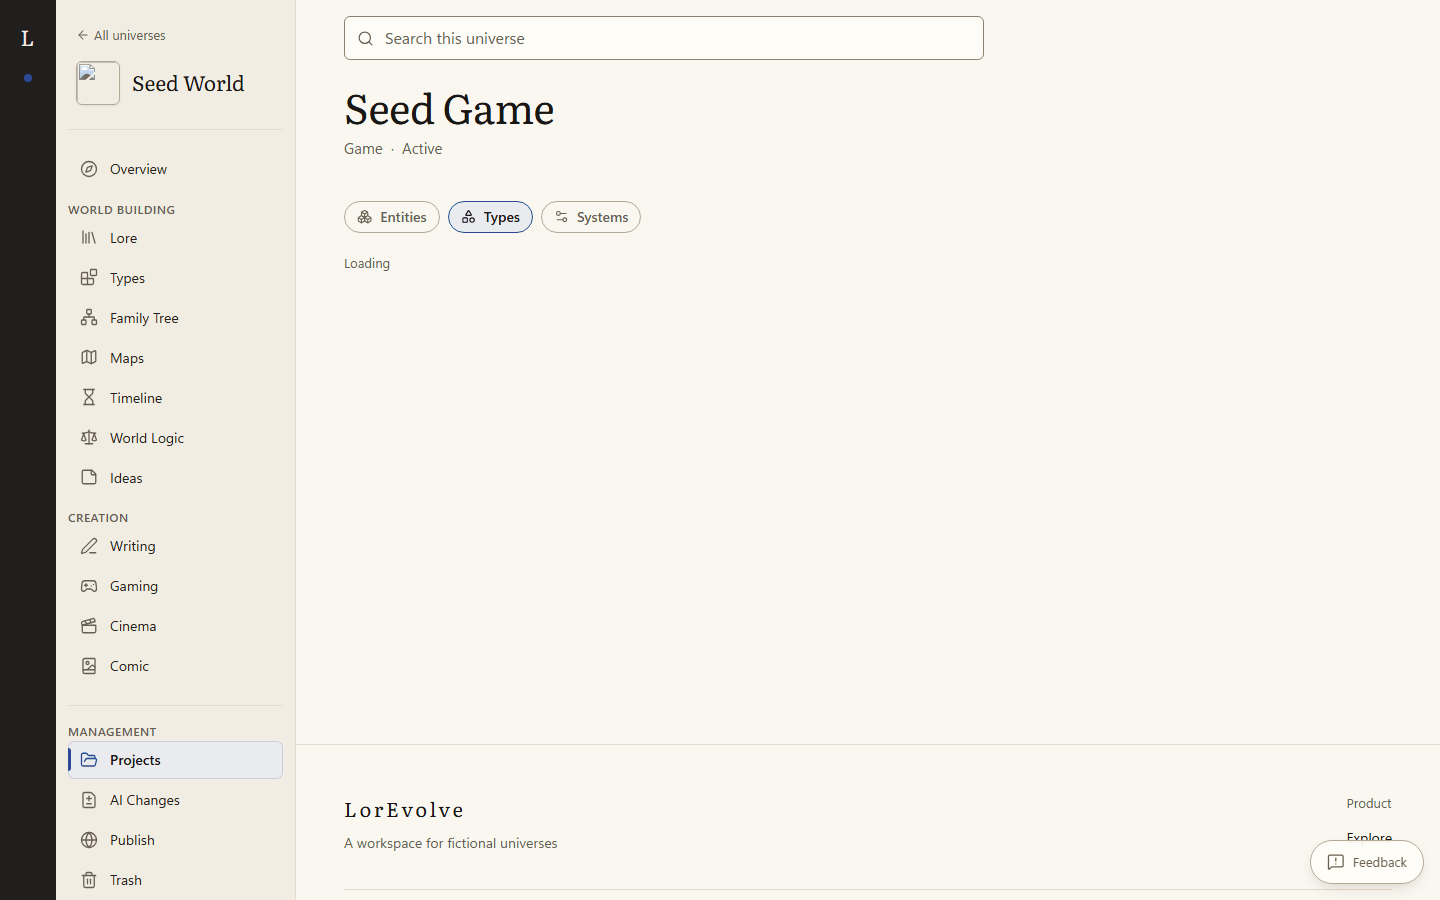 L
All universes
Seed World
Overview
WORLD BUILDING
Lore
Types
Family Tree
Maps
Timeline
World Logic
Ideas
CREATION
Writing
Gaming
Cinema
Comic
MANAGEMENT
Projects
AI Changes
Publish
Trash
Search this universe
Seed Game
Game · Active
Entities
Types
Systems
Loading
LorEvolve
A workspace for fictional universes
Product
Explore
Feedback